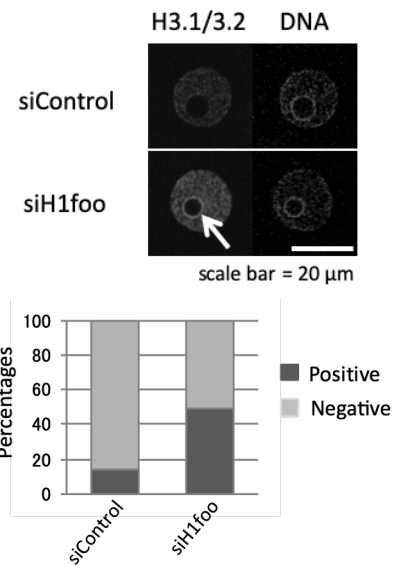 H3.1/3.2 DNA
siControl
siH1foo
scale bar = 20 µm
Percentages
100
80
60
40
20
0
Positive
Negative
siControl
siH1foo